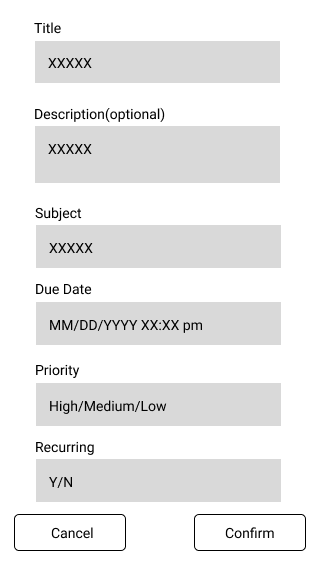 Title
XXXXX
Description(optional)
XXXXX
Subject
XXXXX
Due Date
MM/DD/YYYY XX:XX pm
Priority
High/Medium/Low
Recurring
Y/N
Cancel
Confirm